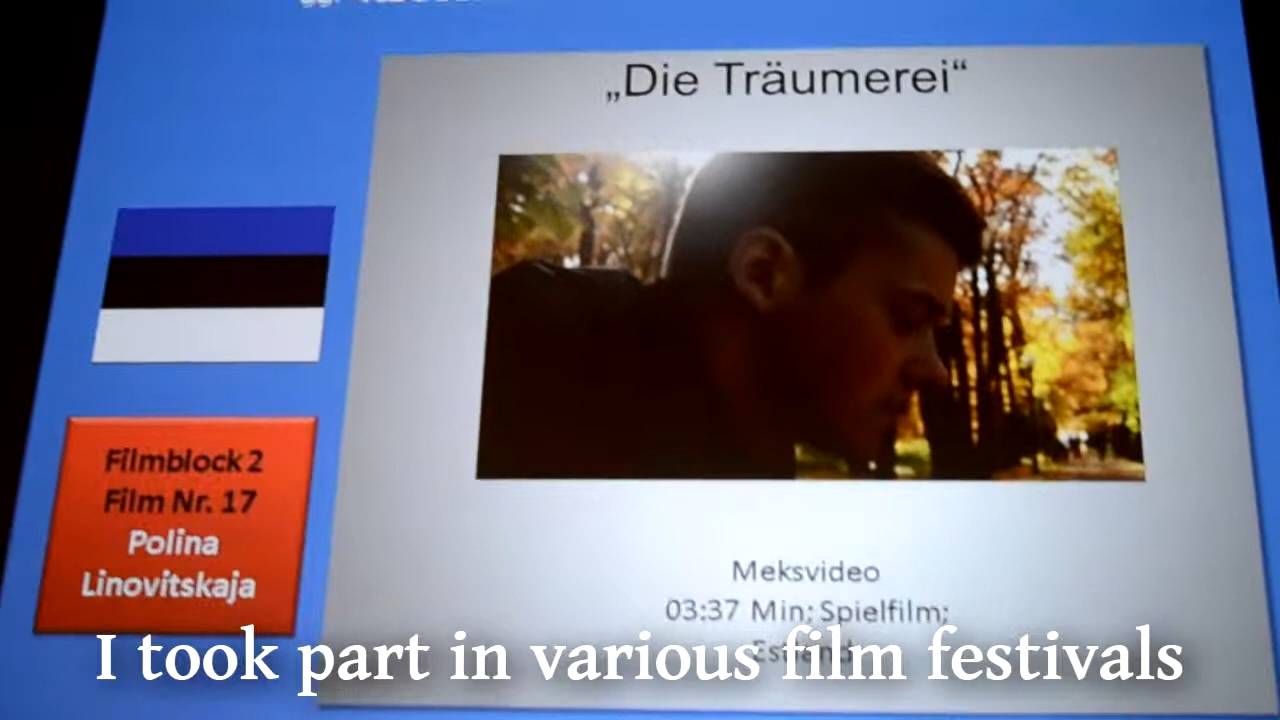 „Die Träumerei“
Filmblock 2
Film Nr. 17
Polina
Linovitskaja
Meksvideo
03:37 Min; Spielfilm;
Estland
I took part in various film festivals